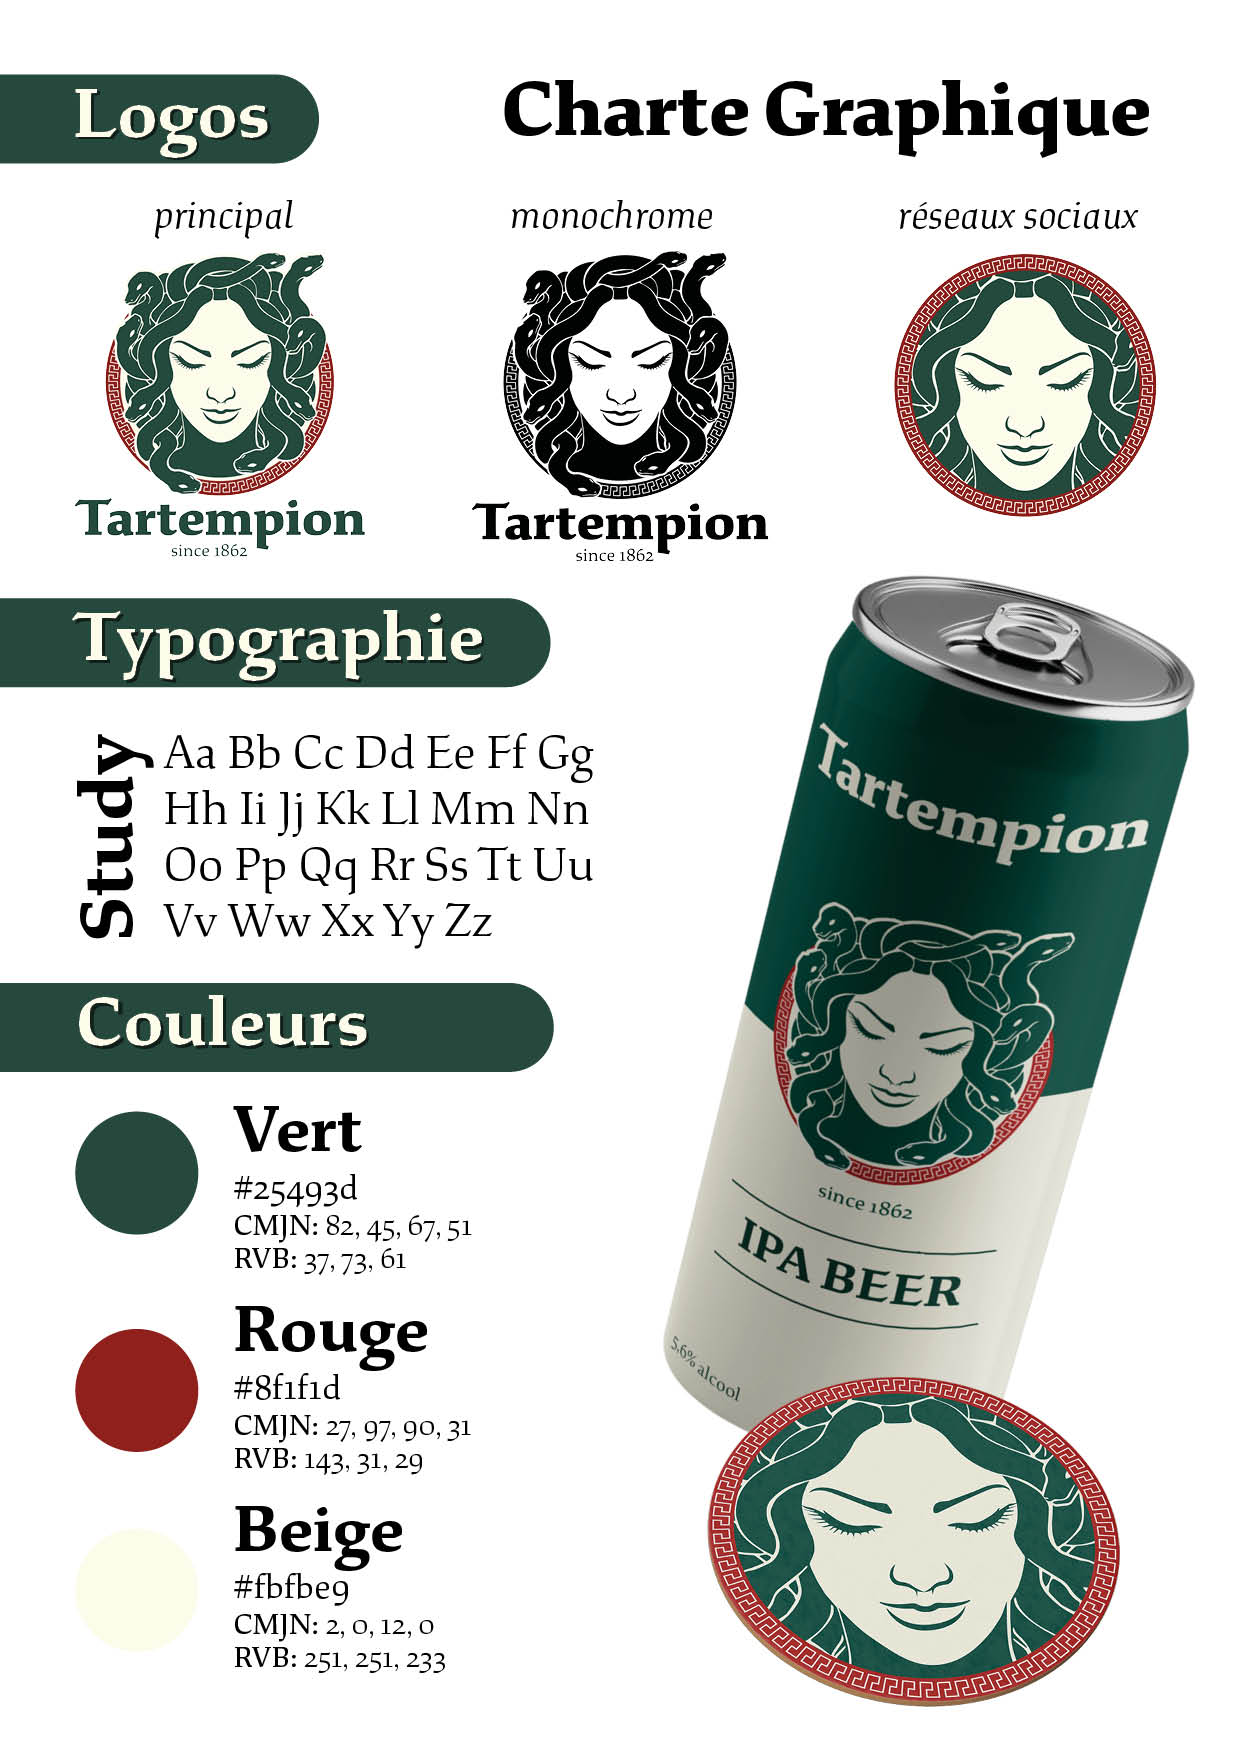 Logos
Charte Graphique
principal
monochrome
réseaux sociaux
Tartempion
since 1862
Tartempion
since 1862
Typographie
Study
Aa Bb Cc Dd Ee Ff Gg
Hh Ii Jj Kk Ll Mm Nn
Oo Pp Qq Rr Ss Tt Uu
Vv Ww Xx Yy Zz
Couleurs
Vert
#25493d
CMJN: 82, 45, 67, 51
RVB: 37, 73, 61
Rouge
#8f1f1d
CMJN: 27, 97, 90, 31
RVB: 143, 31, 29
Beige
#fbfbe9
CMJN: 2, 0, 12, 0
RVB: 251, 251, 233
Tartempion
since 1862
IPA BEER
5,6% alcool